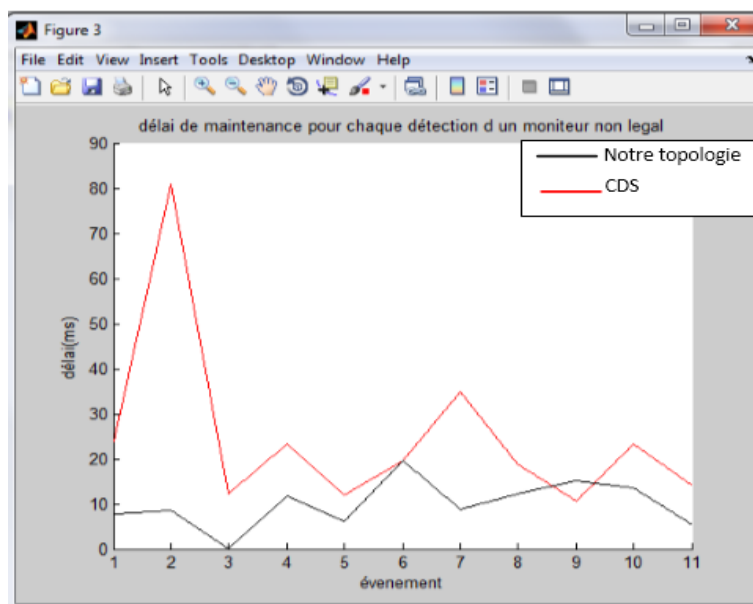 Figure 3
File Edit View Insert Tools Desktop Window Help
délai de maintenance pour chaque détection d un moniteur non legal
Notre topologie
CDS
90
80
70
60
50
40
30
20
10
0
délai(ms)
1 2 3 4 5 6 7 8 9 10 11
évenement